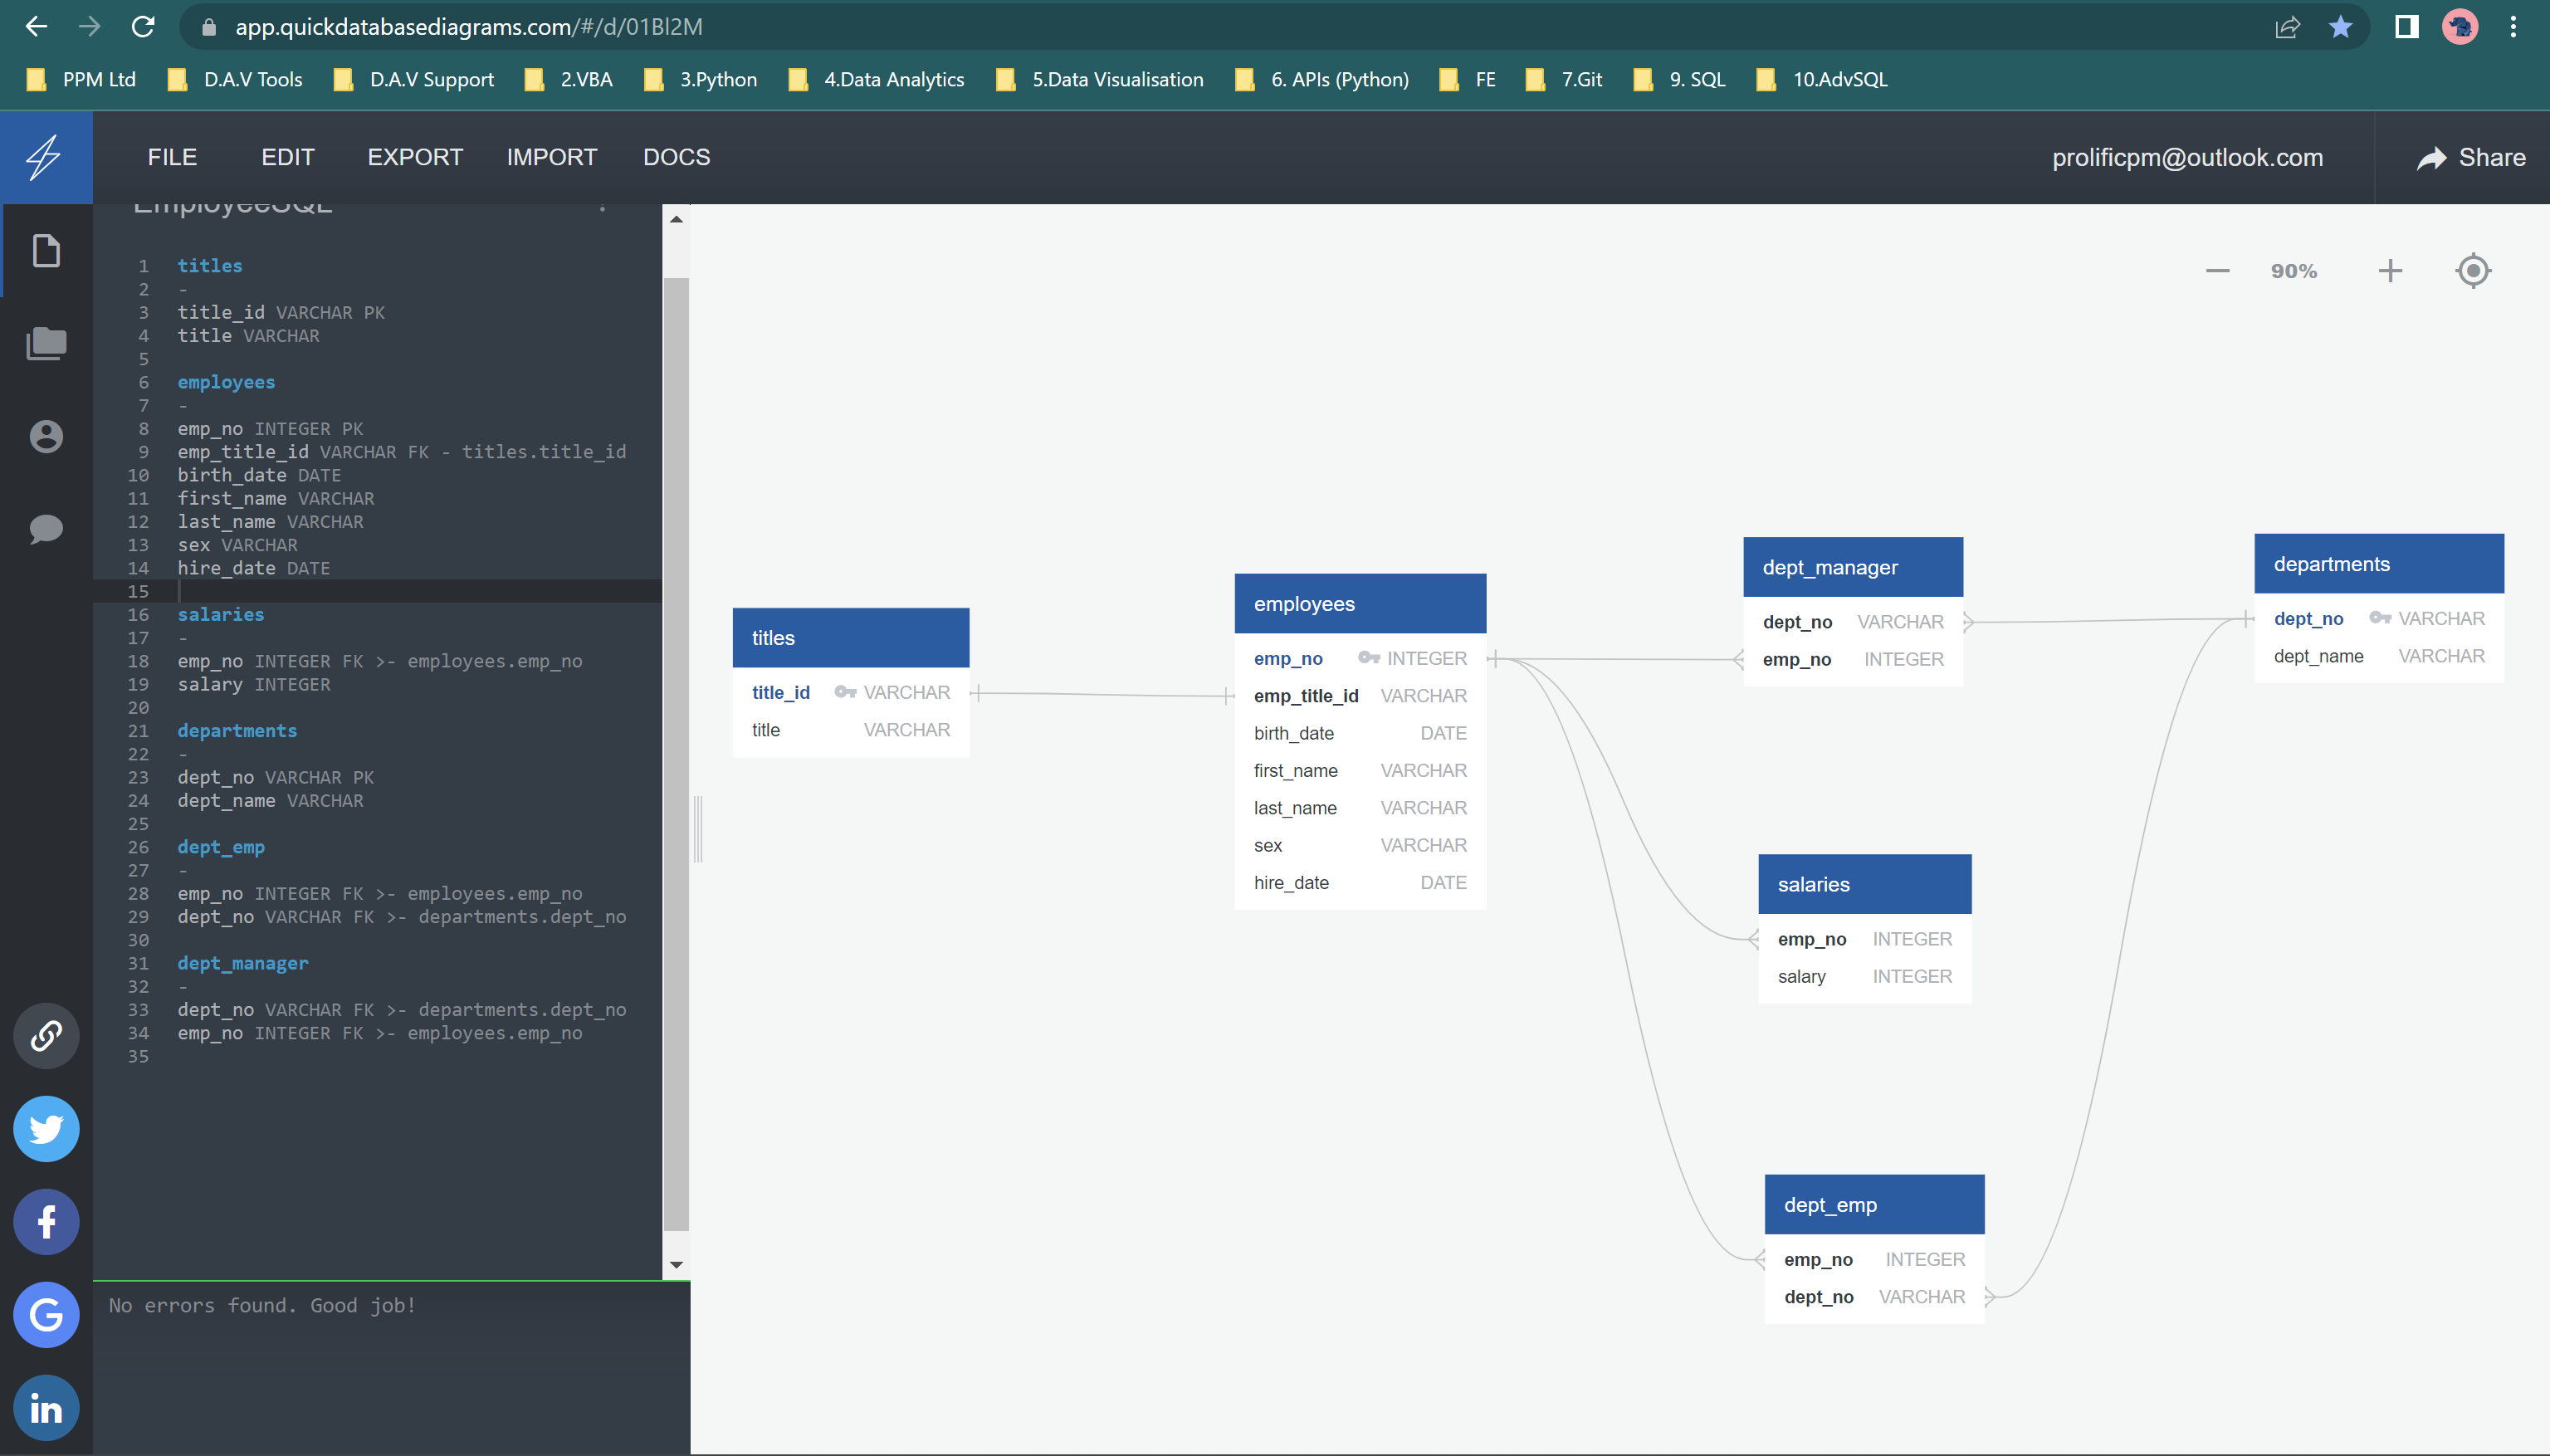 app.quickdatabasediagrams.com/#/d/01Bl2M
PPM Ltd D.A.V Tools D.A.V Support 2.VBA 3.Python 4.Data Analytics 5.Data Visualisation 6. APIs (Python) FE 7.Git 9. SQL 10.AdvSQL
FILE EDIT EXPORT IMPORT DOCS prolificpm@outlook.com Share
EmployeeSQL
1 titles
2 -
3 title_id VARCHAR PK
4 title VARCHAR
5
6 employees
7 -
8 emp_no INTEGER PK
9 emp_title_id VARCHAR FK - titles.title_id
10 birth_date DATE
11 first_name VARCHAR
12 last_name VARCHAR
13 sex VARCHAR
14 hire_date DATE
15
16 salaries
17 -
18 emp_no INTEGER FK >- employees.emp_no
19 salary INTEGER
20
21 departments
22 -
23 dept_no VARCHAR PK
24 dept_name VARCHAR
25
26 dept_emp
27 -
28 emp_no INTEGER FK >- employees.emp_no
29 dept_no VARCHAR FK >- departments.dept_no
30
31 dept_manager
32 -
33 dept_no VARCHAR FK >- departments.dept_no
34 emp_no INTEGER FK >- employees.emp_no
35
No errors found. Good job!
90%
titles
title_id VARCHAR
title VARCHAR
employees
emp_no INTEGER
emp_title_id VARCHAR
birth_date DATE
first_name VARCHAR
last_name VARCHAR
sex VARCHAR
hire_date DATE
dept_manager
dept_no VARCHAR
emp_no INTEGER
departments
dept_no VARCHAR
dept_name VARCHAR
salaries
emp_no INTEGER
salary INTEGER
dept_emp
emp_no INTEGER
dept_no VARCHAR